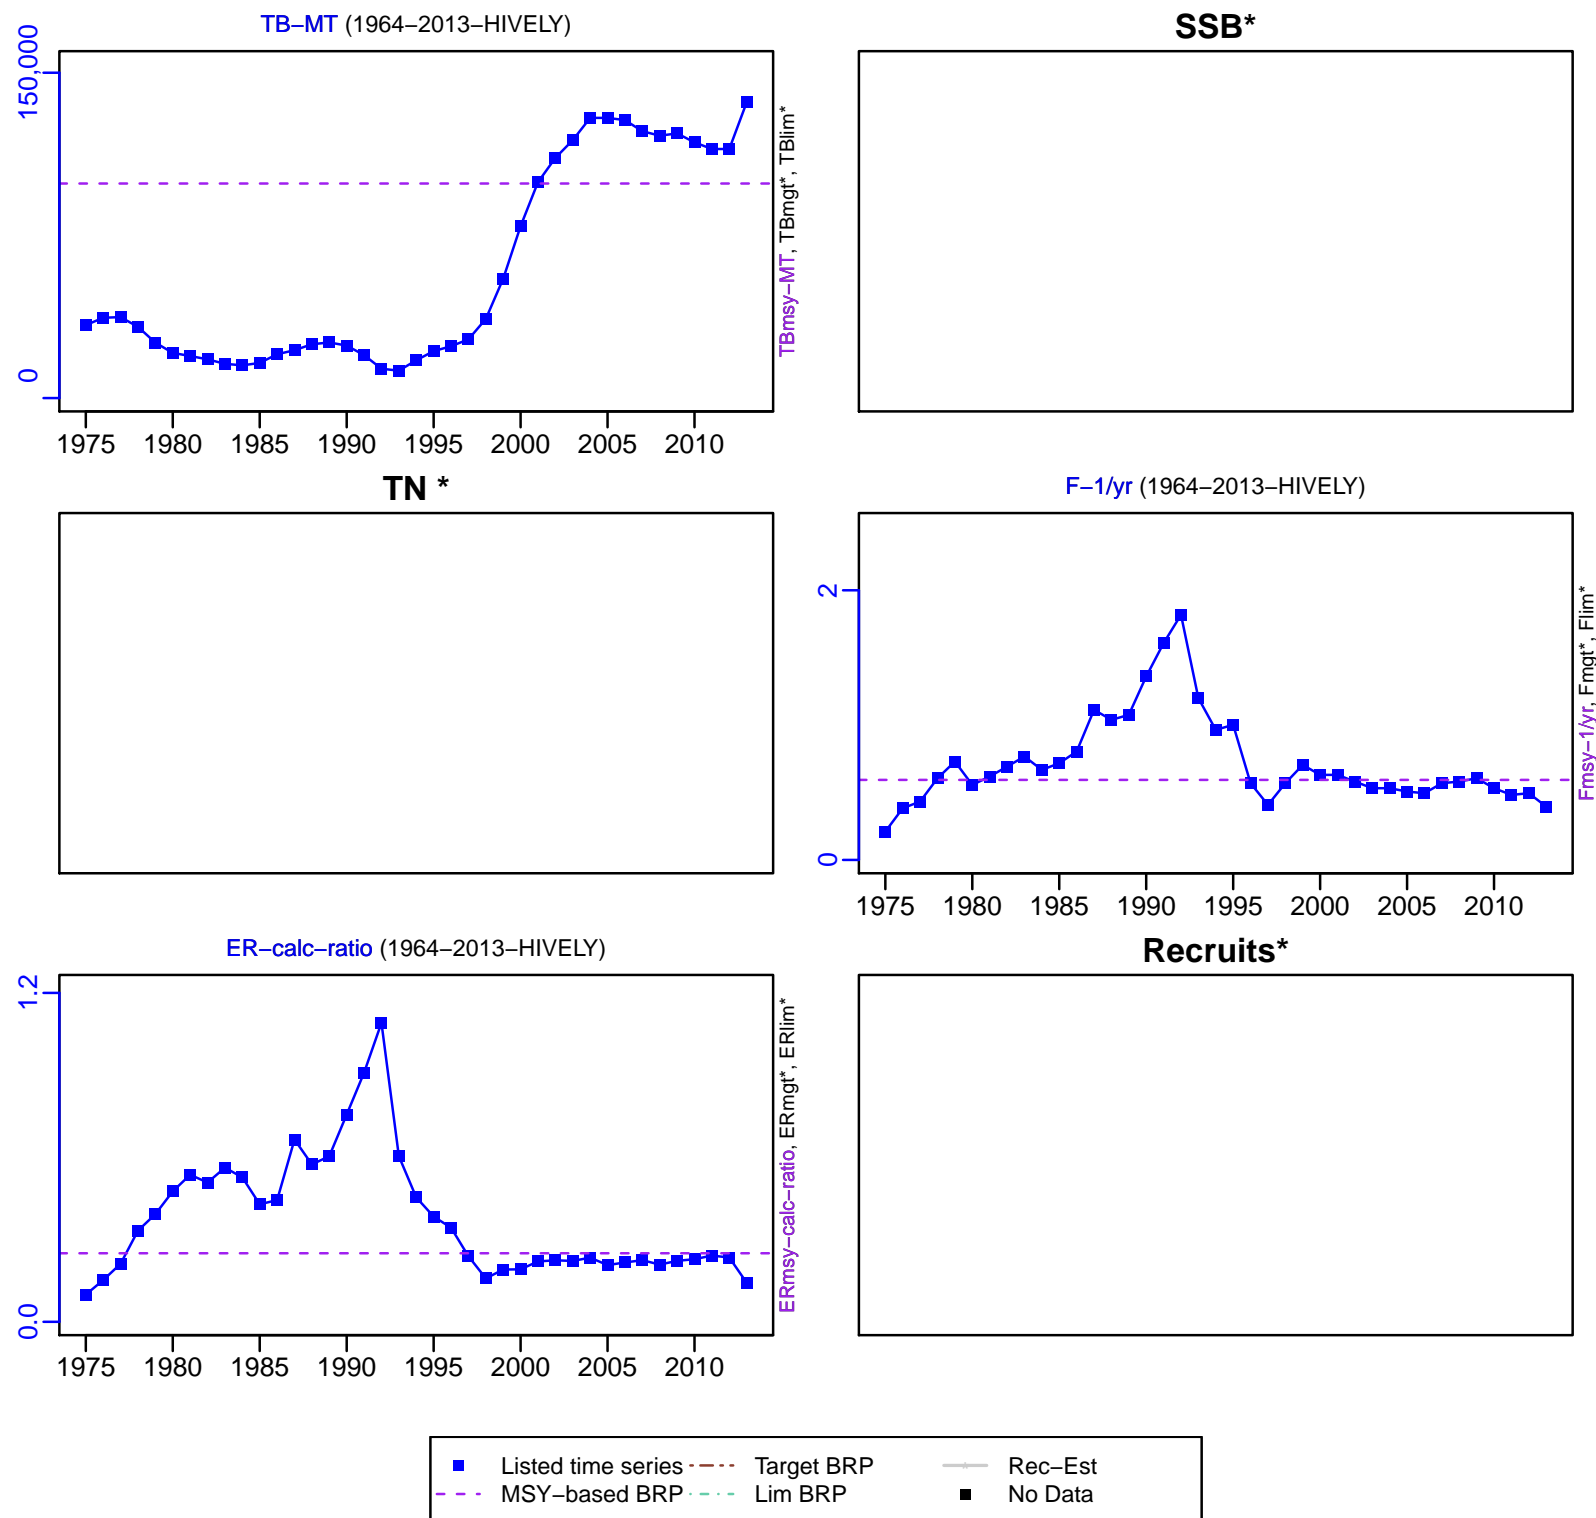 TB−MT (1964−2013−HIVELY)
150,000
0
TBmsy−MT, TBmgt*, TBlim*
1975 1980 1985 1990 1995 2000 2005 2010
SSB*
TN *
F−1/yr (1964−2013−HIVELY)
2
0
Fmsy−1/yr, Fmgt*, Flim*
1975 1980 1985 1990 1995 2000 2005 2010
ER−calc−ratio (1964−2013−HIVELY)
1.2
0.0
ERmsy−calc−ratio, ERmgt*, ERlim*
1975 1980 1985 1990 1995 2000 2005 2010
Recruits*
Listed time series Target BRP Rec−Est
MSY−based BRP Lim BRP No Data